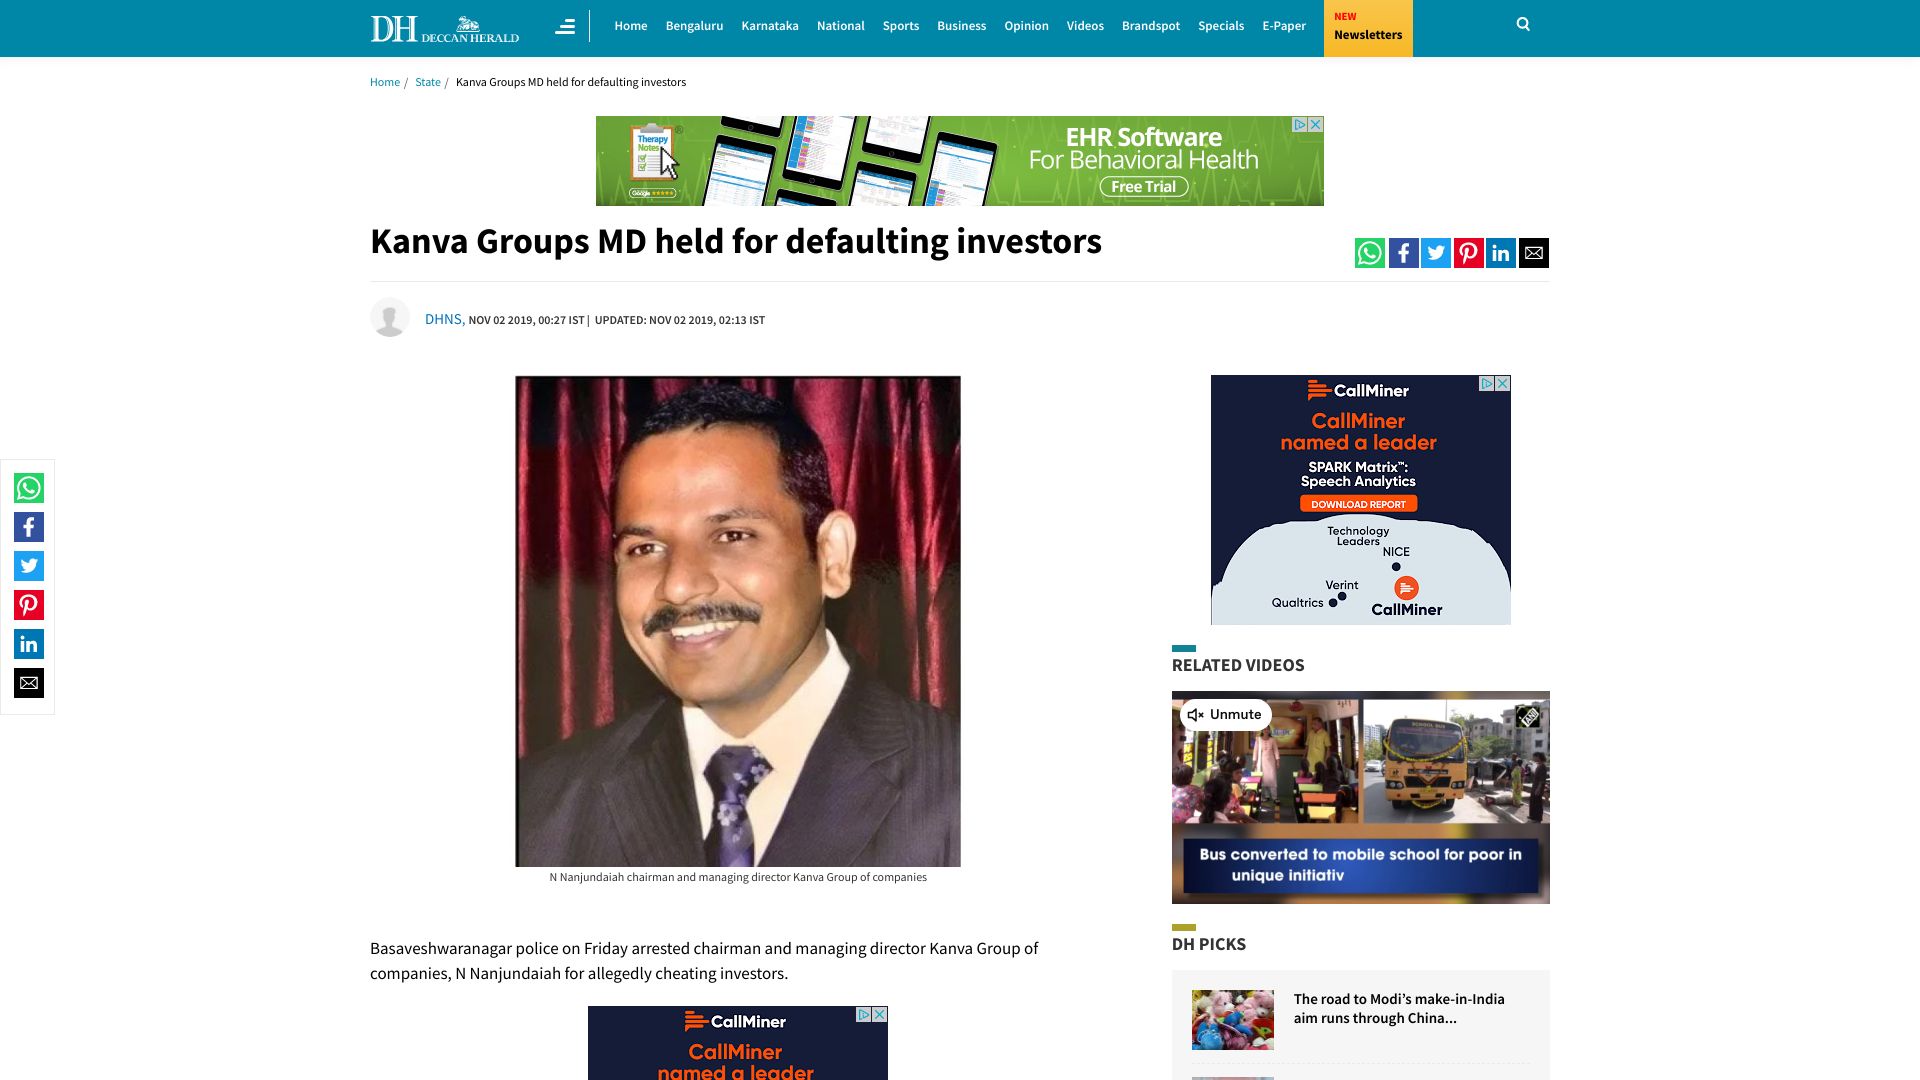 DH DECCAN HERALD
Home Bengaluru Karnataka National Sports Business Opinion Videos Brandspot Specials E-Paper
NEW
Newsletters
Home / State / Kanva Groups MD held for defaulting investors
Therapy
Notes
®
Google
EHR Software
For Behavioral Health
Free Trial
Kanva Groups MD held for defaulting investors
DHNS, NOV 02 2019, 00:27 IST | UPDATED: NOV 02 2019, 02:13 IST
N Nanjundaiah chairman and managing director Kanva Group of companies
Basaveshwaranagar police on Friday arrested chairman and managing director Kanva Group of
companies, N Nanjundaiah for allegedly cheating investors.
CallMiner
CallMiner
named a leader
CallMiner
CallMiner
named a leader
SPARK Matrix™:
Speech Analytics
DOWNLOAD REPORT
Technology
Leaders
NICE
Verint
Qualtrics
CallMiner
RELATED VIDEOS
Unmute
ANI
SCHOOL BUS
Bus converted to mobile school for poor in
unique initiativ
DH PICKS
The road to Modi’s make-in-India
aim runs through China...